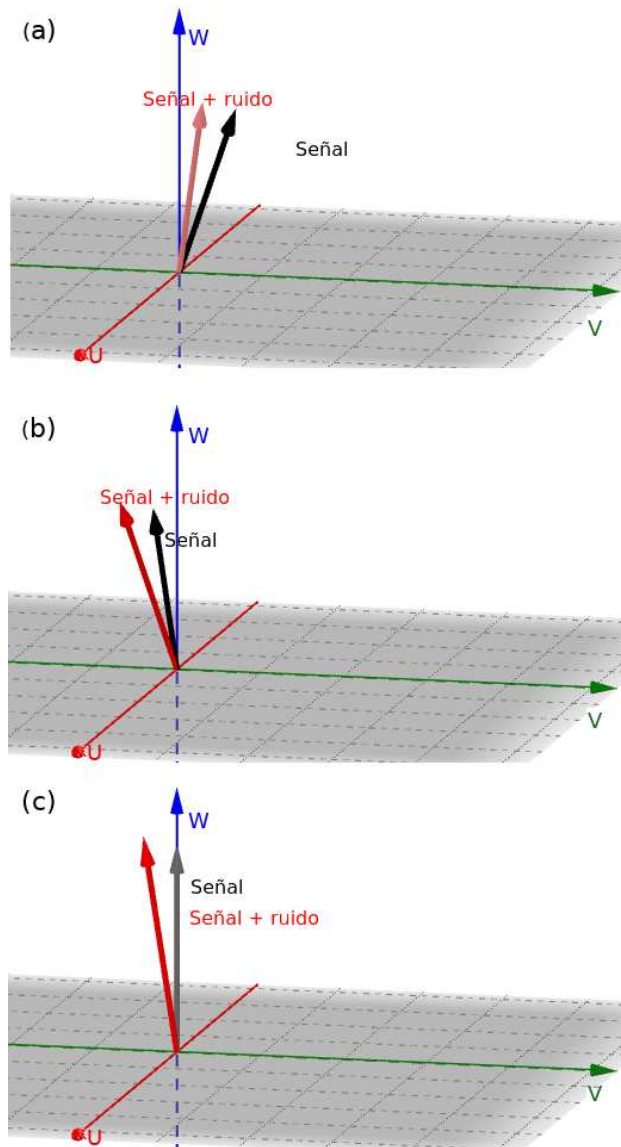 (a)
W
Señal + ruido
Señal
V
U
(b)
W
Señal + ruido
Señal
V
U
(c)
W
Señal
Señal + ruido
V
U